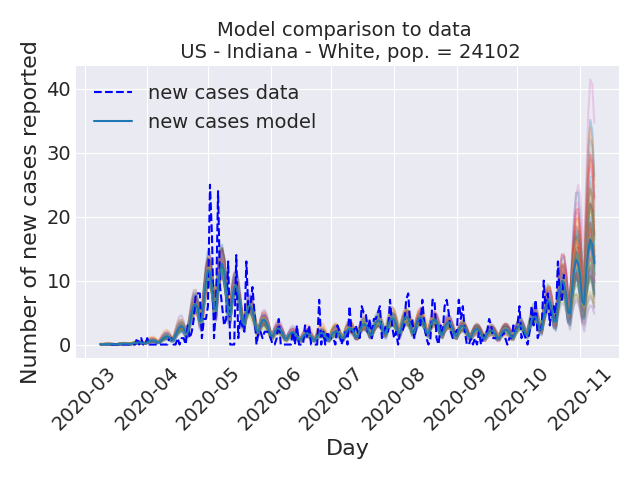 Model comparison to data
US - Indiana - White, pop. = 24102
Number of new cases reported
40
30
20
10
0
new cases data
new cases model
2020-03
2020-04
2020-05
2020-06
2020-07
2020-08
2020-09
2020-10
2020-11
Day